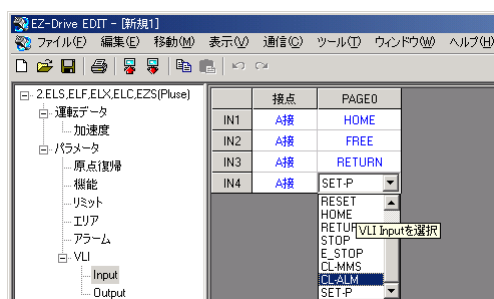 EZ-Drive EDIT - [新規1]
ファイル(F) 編集(E) 移動(M) 表示(V) 通信(C) ツール(T) ウィンドウ(W) ヘルプ(H)
2.ELS,ELF,ELX,ELC,EZS(Pluse)
運転データ
加速度
パラメータ
原点復帰
機能
リミット
エリア
アラーム
VLI
Input
Output
接点 PAGE0
IN1 A接 HOME
IN2 A接 FREE
IN3 A接 RETURN
IN4 A接 SET-P
RESET
HOME
RETUR
STOP
E_STOP
CL-MMS
CL-ALM
SET-P
VLI Inputを選択